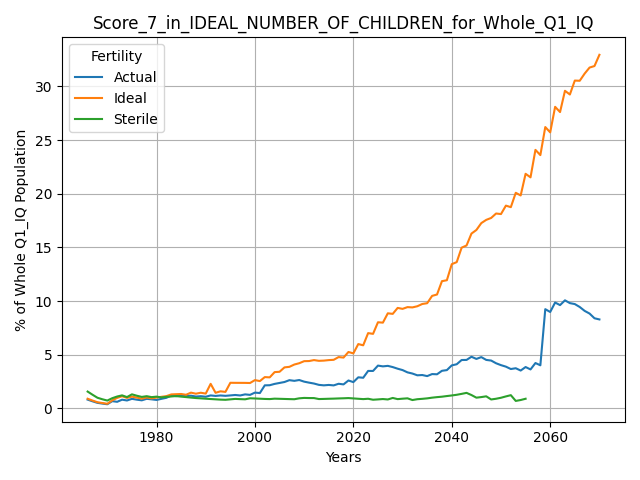 Score_7_in_IDEAL_NUMBER_OF_CHILDREN_for_Whole_Q1_IQ
Fertility
Actual
Ideal
Sterile
% of Whole Q1_IQ Population
30
25
20
15
10
5
0
1980
2000
2020
2040
2060
Years